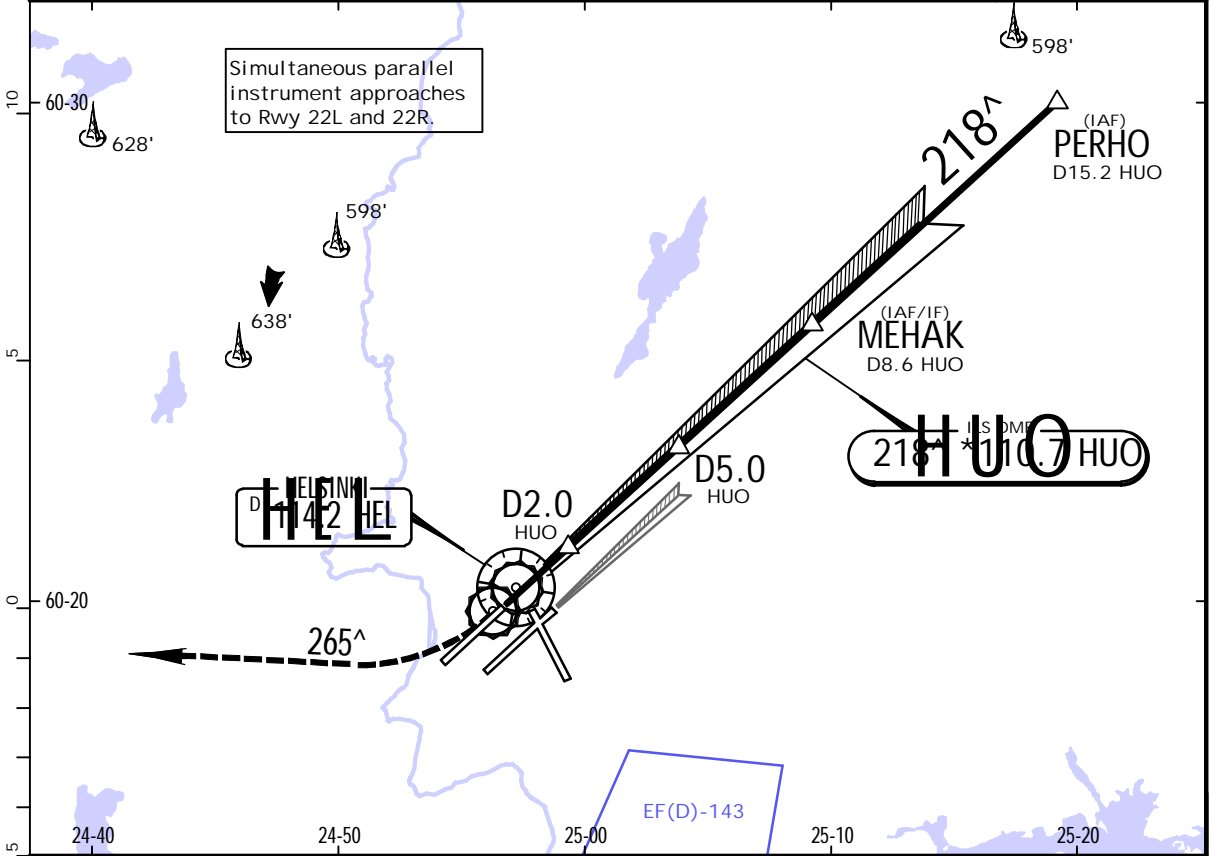 Simultaneous parallel
instrument approaches
to Rwy 22L and 22R.
598'
10
60-30
628'
218^
(IAF)
PERHO
D15.2 HUO
598'
638'
5
(IAF/IF)
MEHAK
D8.6 HUO
ILS DME
218^ *110.7 HUO
HUO
D5.0
HUO
HELSINKI
D 114.2 HEL
HEL
D2.0
HUO
0
60-20
265^
EF(D)-143
5
24-40
24-50
25-00
25-10
25-20